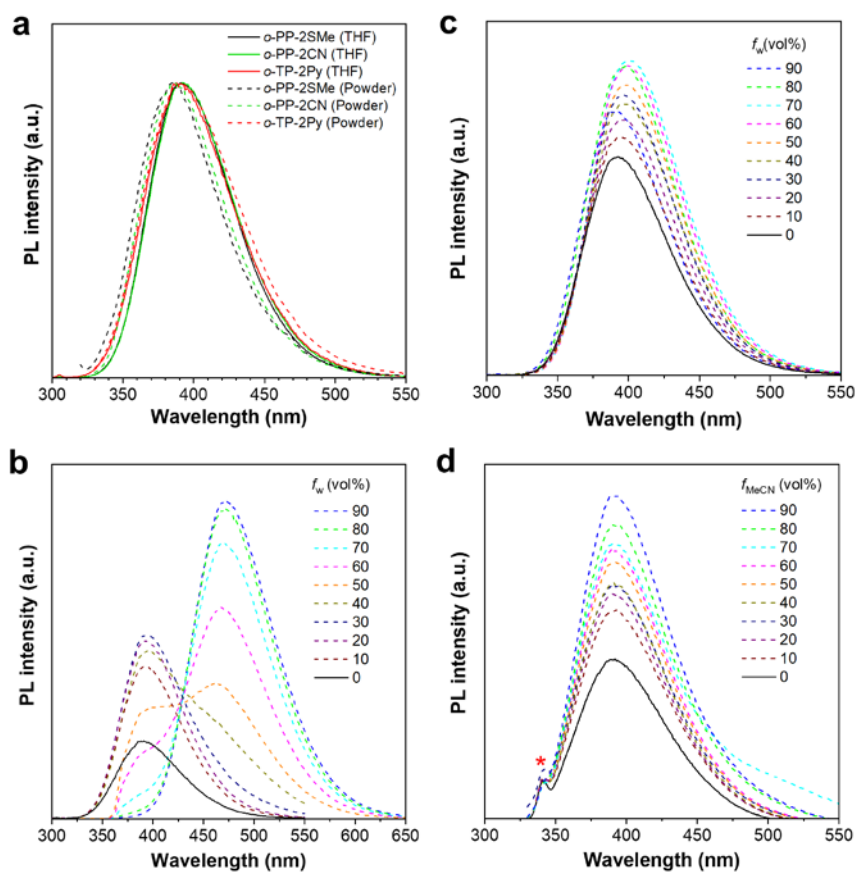 a
o-PP-2SMe (THF)
o-PP-2CN (THF)
o-TP-2Py (THF)
o-PP-2SMe (Powder)
o-PP-2CN (Powder)
o-TP-2Py (Powder)
PL intensity (a.u.)
300 350 400 450 500 550
Wavelength (nm)
c
fw(vol%)
90
80
70
60
50
40
30
20
10
0
PL intensity (a.u.)
300 350 400 450 500 550
Wavelength (nm)
b
fw (vol%)
90
80
70
60
50
40
30
20
10
0
PL intensity (a.u.)
300 350 400 450 500 550 600 650
Wavelength (nm)
d
fMeCN (vol%)
90
80
70
60
50
40
30
20
10
0
*
PL intensity (a.u.)
300 350 400 450 500 550
Wavelength (nm)